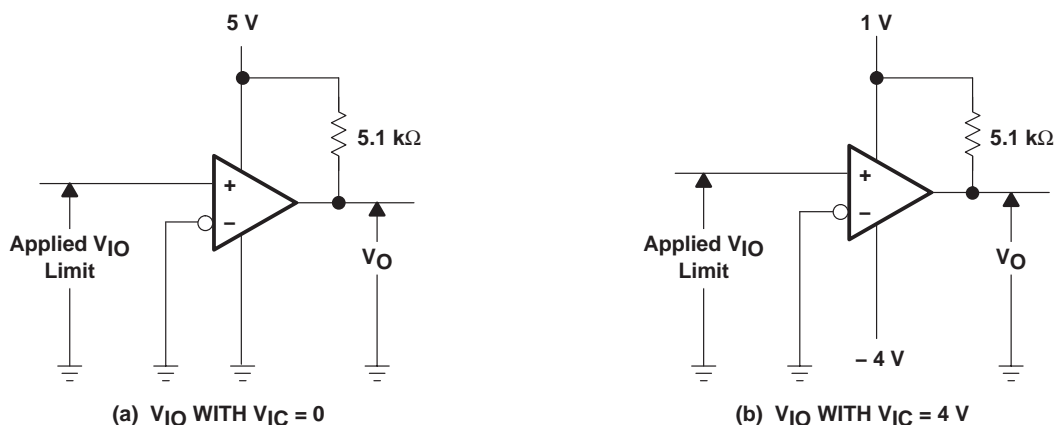 5 V
5.1 kΩ
+
−
Applied VIO
Limit
VO
(a) VIO WITH VIC = 0
1 V
5.1 kΩ
+
−
Applied VIO
Limit
VO
– 4 V
(b) VIO WITH VIC = 4 V